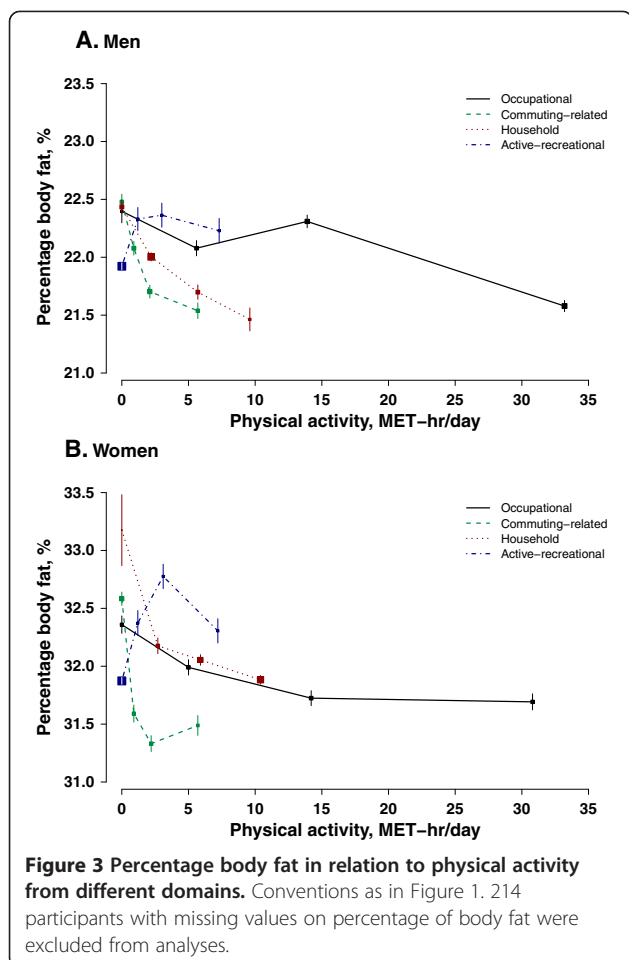 A. Men
23.5
23.0
22.5
22.0
21.5
21.0
Percentage body fat, %
Occupational
Commuting−related
Household
Active−recreational
0 5 10 15 20 25 30 35
Physical activity, MET−hr/day
B. Women
33.5
33.0
32.5
32.0
31.5
31.0
Percentage body fat, %
Occupational
Commuting−related
Household
Active−recreational
0 5 10 15 20 25 30 35
Physical activity, MET−hr/day
Figure 3 Percentage body fat in relation to physical activity
from different domains. Conventions as in Figure 1. 214
participants with missing values on percentage of body fat were
excluded from analyses.